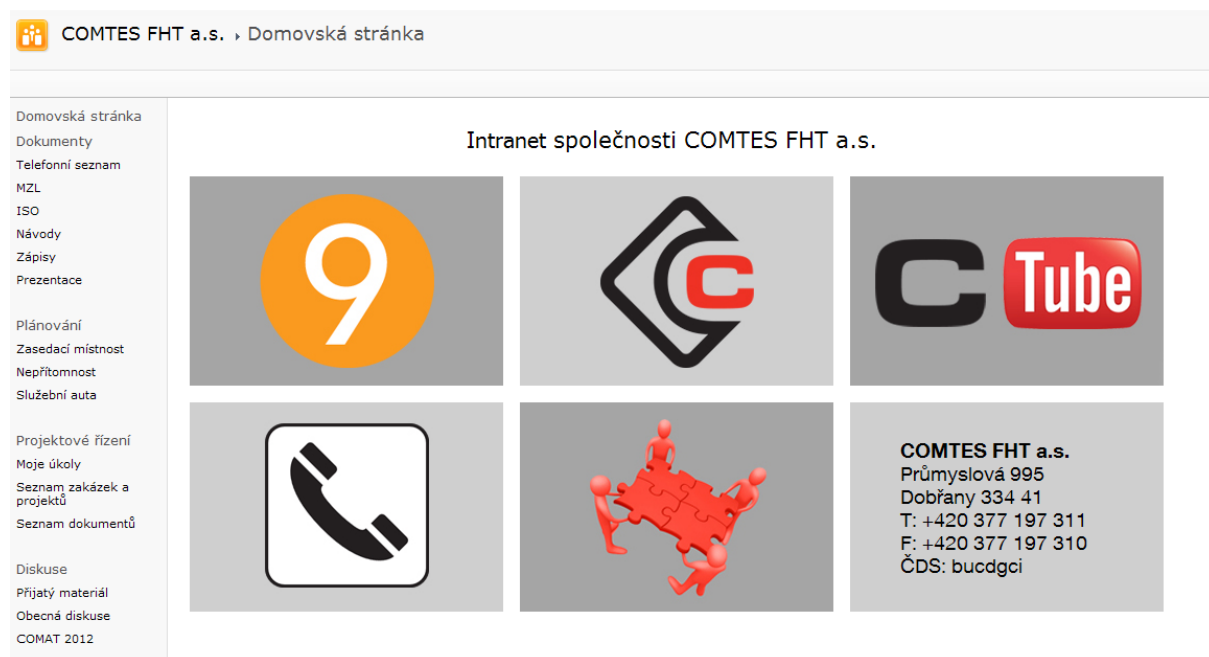 COMTES FHT a.s. ▸ Domovská stránka
Domovská stránka
Dokumenty
Telefonní seznam
MZL
ISO
Návody
Zápisy
Prezentace
Plánování
Zasedací místnost
Nepřítomnost
Služební auta
Projektové řízení
Moje úkoly
Seznam zakázek a
projektů
Seznam dokumentů
Diskuse
Přijatý materiál
Obecná diskuse
COMAT 2012
Intranet společnosti COMTES FHT a.s.
9
C
C Tube
COMTES FHT a.s.
Průmyslová 995
Dobřany 334 41
T: +420 377 197 311
F: +420 377 197 310
ČDS: bucdgci